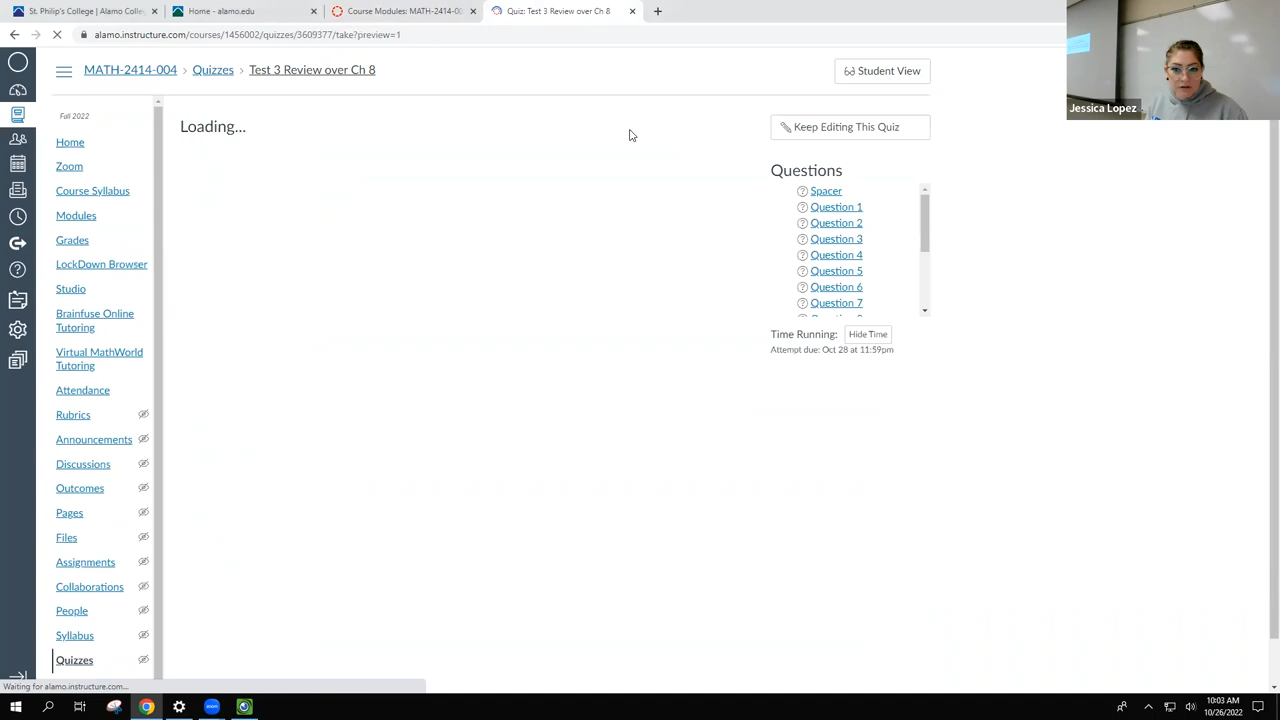 St. Philip's College | Alamo Colleg
Home - alamo.edu
Course Modules: MATH-2414-00
Quiz: Test 3 Review over Ch 8
alamo.instructure.com/courses/1456002/quizzes/3609377/take?preview=1
MATH-2414-004 › Quizzes › Test 3 Review over Ch 8
Student View
Jessica Lopez
Fall 2022
Home
Zoom
Course Syllabus
Modules
Grades
LockDown Browser
Studio
Brainfuse Online
Tutoring
Virtual MathWorld
Tutoring
Attendance
Rubrics
Announcements
Discussions
Outcomes
Pages
Files
Assignments
Collaborations
People
Syllabus
Quizzes
Loading...
Keep Editing This Quiz
Questions
Spacer
Question 1
Question 2
Question 3
Question 4
Question 5
Question 6
Question 7
Time Running:
Hide Time
Attempt due: Oct 28 at 11:59pm
Waiting for alamo.instructure.com...
zoom
10:03 AM
10/26/2022